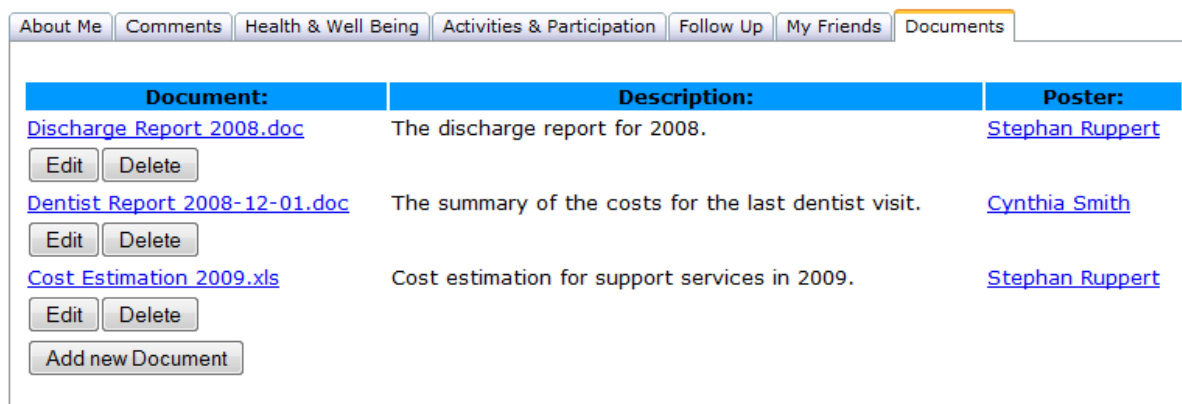 About Me Comments Health & Well Being Activities & Participation Follow Up My Friends Documents
Document: Description: Poster:
Discharge Report 2008.doc The discharge report for 2008. Stephan Ruppert
Edit Delete
Dentist Report 2008-12-01.doc The summary of the costs for the last dentist visit. Cynthia Smith
Edit Delete
Cost Estimation 2009.xls Cost estimation for support services in 2009. Stephan Ruppert
Edit Delete
Add new Document